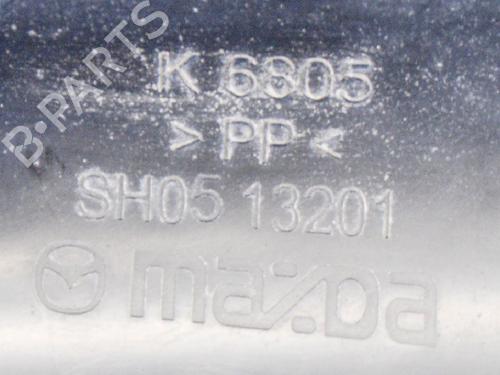 B-PARTS
K 6805
> PP <
SH05 13201
mazda